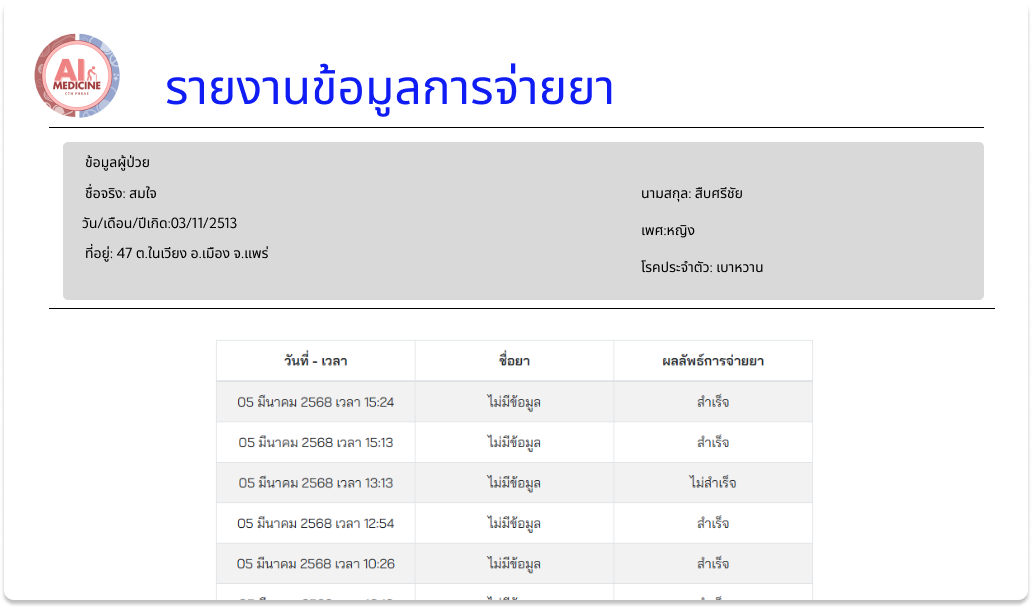 AI
MEDICINE
รายงานข้อมูลการจ่ายยา
ข้อมูลผู้ป่วย
ชื่อจริง: สมใจ นามสกุล: สืบศรีชัย
วัน/เดือน/ปีเกิด:03/11/2513 เพศ:หญิง
ที่อยู่: 47 ต.ในเวียง อ.เมือง จ.แพร่ โรคประจำตัว: เบาหวาน
วันที่ - เวลา ชื่อยา ผลลัพธ์การจ่ายยา
05 มีนาคม 2568 เวลา 15:24 ไม่มีข้อมูล สำเร็จ
05 มีนาคม 2568 เวลา 15:13 ไม่มีข้อมูล สำเร็จ
05 มีนาคม 2568 เวลา 13:13 ไม่มีข้อมูล ไม่สำเร็จ
05 มีนาคม 2568 เวลา 12:54 ไม่มีข้อมูล สำเร็จ
05 มีนาคม 2568 เวลา 10:26 ไม่มีข้อมูล สำเร็จ